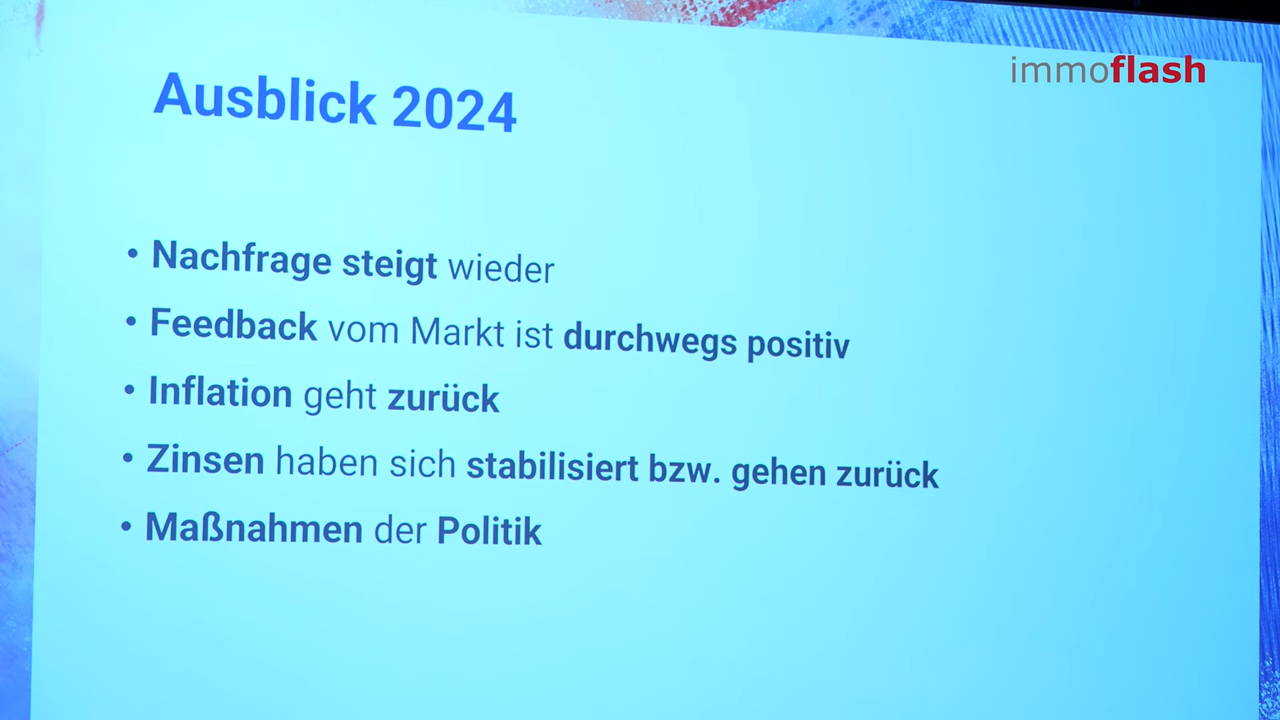 immoflash
Ausblick 2024
• Nachfrage steigt wieder
• Feedback vom Markt ist durchwegs positiv
• Inflation geht zurück
• Zinsen haben sich stabilisiert bzw. gehen zurück
• Maßnahmen der Politik